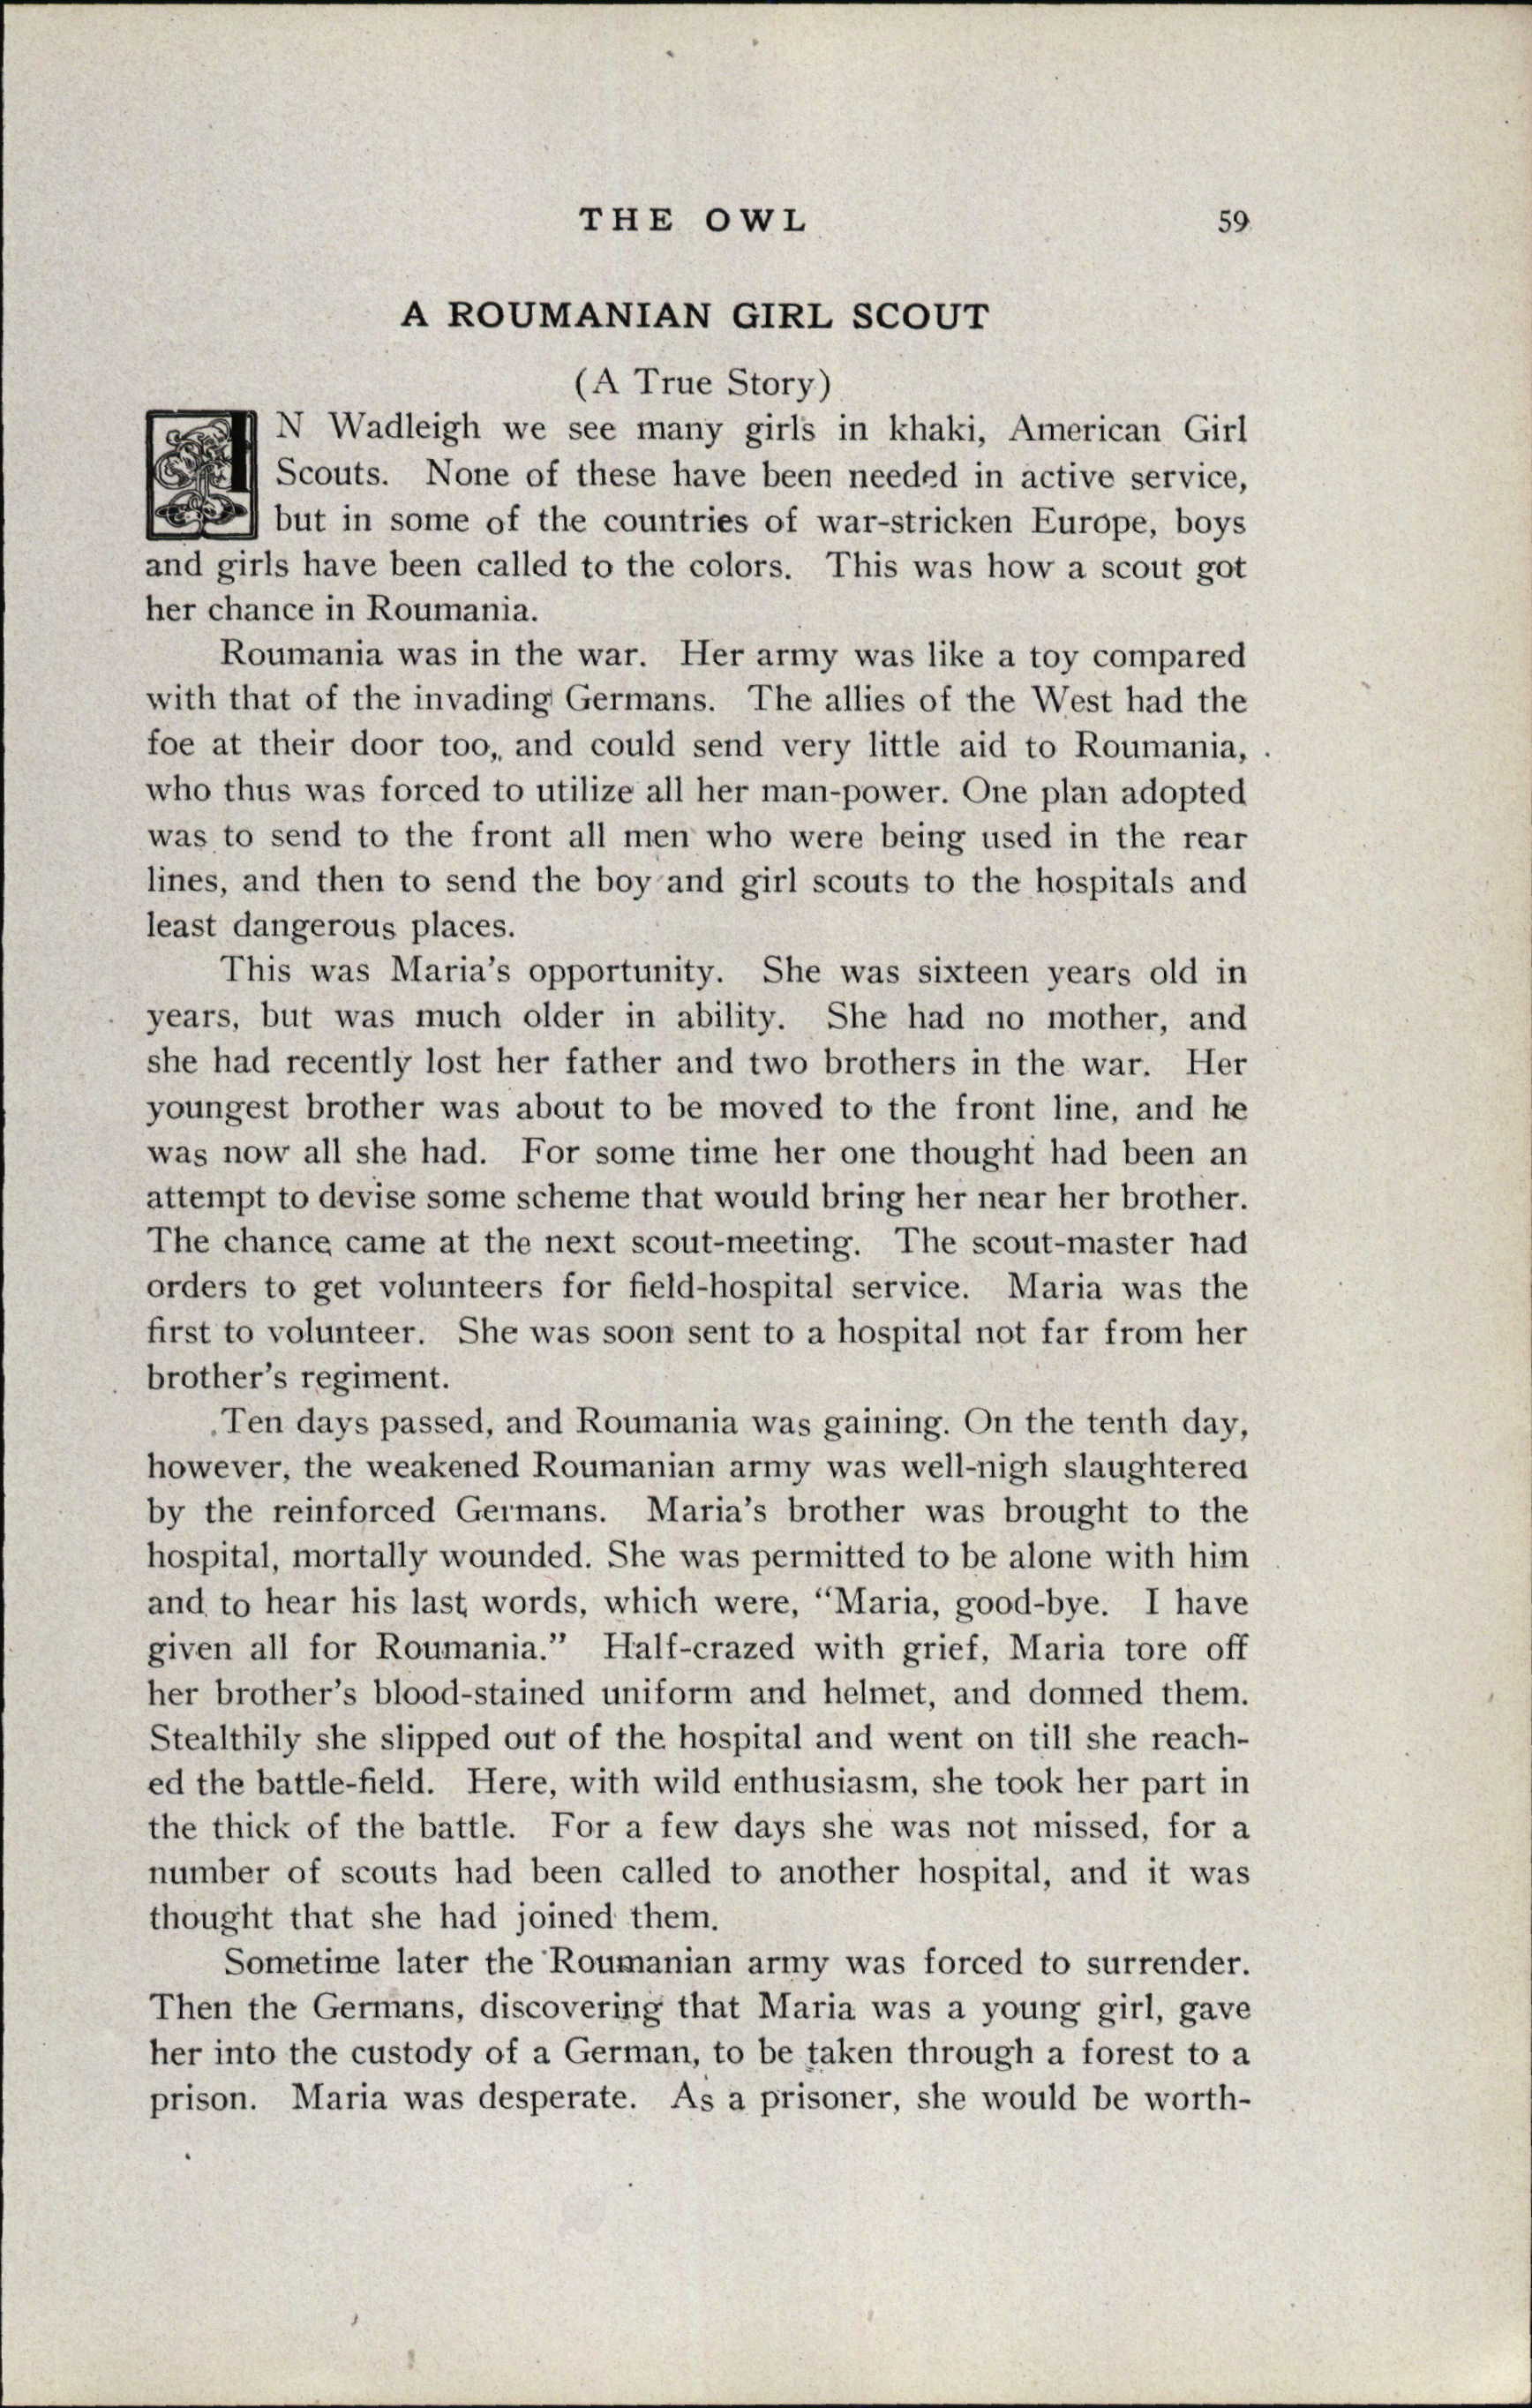 THE OWL 59
A ROUMANIAN GIRL SCOUT
(A True Story)
IN Wadleigh we see many girls in khaki, American Girl
Scouts. None of these have been needed in active service,
but in some of the countries of war-stricken Europe, boys
and girls have been called to the colors. This was how a scout got
her chance in Roumania.
Roumania was in the war. Her army was like a toy compared
with that of the invading Germans. The allies of the West had the
foe at their door too, and could send very little aid to Roumania,
who thus was forced to utilize all her man-power. One plan adopted
was to send to the front all men who were being used in the rear
lines, and then to send the boy and girl scouts to the hospitals and
least dangerous places.
This was Maria's opportunity. She was sixteen years old in
years, but was much older in ability. She had no mother, and
she had recently lost her father and two brothers in the war. Her
youngest brother was about to be moved to the front line, and he
was now all she had. For some time her one thought had been an
attempt to devise some scheme that would bring her near her brother.
The chance came at the next scout-meeting. The scout-master had
orders to get volunteers for field-hospital service. Maria was the
first to volunteer. She was soon sent to a hospital not far from her
brother's regiment.
Ten days passed, and Roumania was gaining. On the tenth day,
however, the weakened Roumanian army was well-nigh slaughtered
by the reinforced Germans. Maria's brother was brought to the
hospital, mortally wounded. She was permitted to be alone with him
and to hear his last words, which were, “Maria, good-bye. I have
given all for Roumania.” Half-crazed with grief, Maria tore off
her brother's blood-stained uniform and helmet, and donned them.
Stealthily she slipped out of the hospital and went on till she reach-
ed the battle-field. Here, with wild enthusiasm, she took her part in
the thick of the battle. For a few days she was not missed, for a
number of scouts had been called to another hospital, and it was
thought that she had joined them.
Sometime later the Roumanian army was forced to surrender.
Then the Germans, discovering that Maria was a young girl, gave
her into the custody of a German, to be taken through a forest to a
prison. Maria was desperate. As a prisoner, she would be worth-